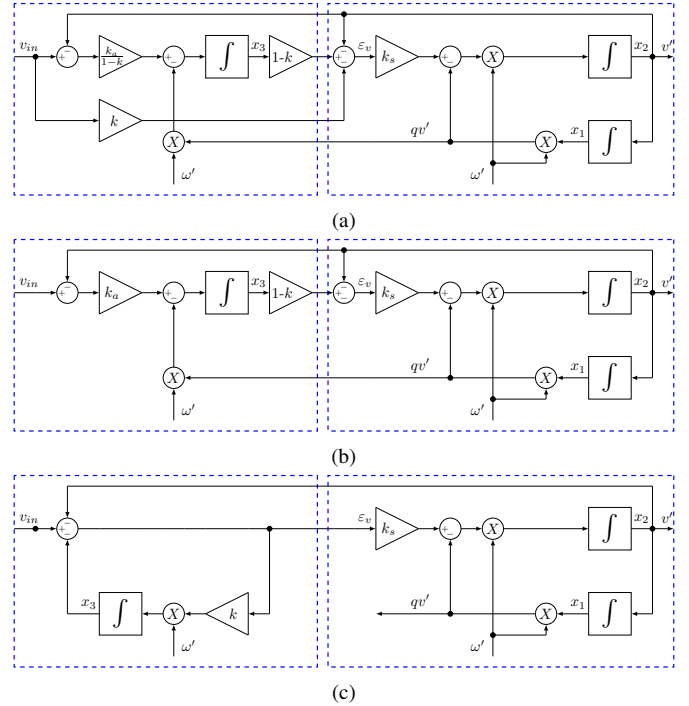 v_in + − − k_a/1−k + − ∫ x_3 1-k + − + ε_v k_s + − X ∫ x_2 v′
k
X qv′ X x_1 ∫
ω′ ω′
(a)
v_in + − k_a + − ∫ x_3 1-k + − ε_v k_s + − X ∫ x_2 v′
X qv′ X x_1 ∫
ω′ ω′
(b)
v_in + − − ε_v k_s + − X ∫ x_2 v′
x_3 ∫ X k qv′ X x_1 ∫
ω′ ω′
(c)